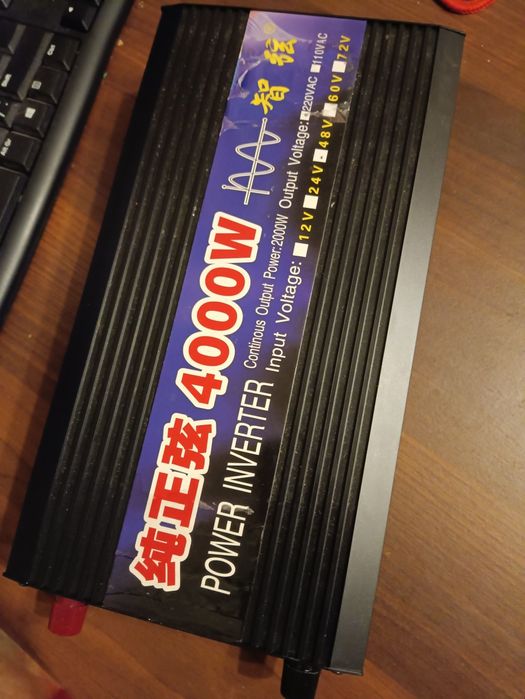 智弦®
纯正弦 4000W
Continous Output Power:2000W Output Voltage: 220VAC 110VAC
POWER INVERTER Input Voltage: 12V 24V 48V 60V 72V